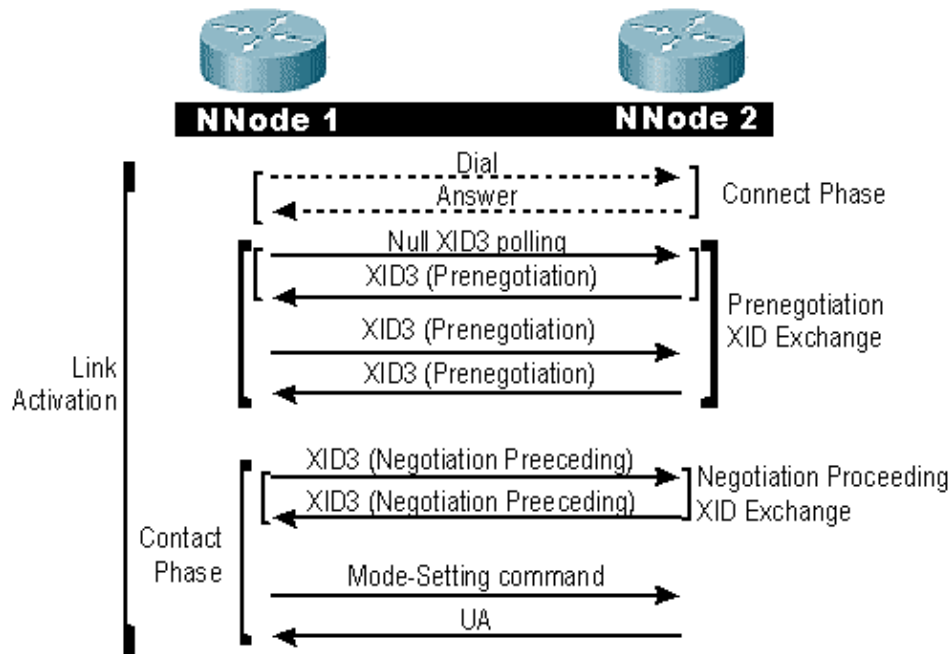 NNode 1
NNode 2
Dial
Answer
Connect Phase
Null XID3 polling
XID3 (Prenegotiation)
XID3 (Prenegotiation)
XID3 (Prenegotiation)
Prenegotiation
XID Exchange
Link
Activation
XID3 (Negotiation Preeceding)
XID3 (Negotiation Preeceding)
Negotiation Proceeding
XID Exchange
Contact
Phase
Mode-Setting command
UA